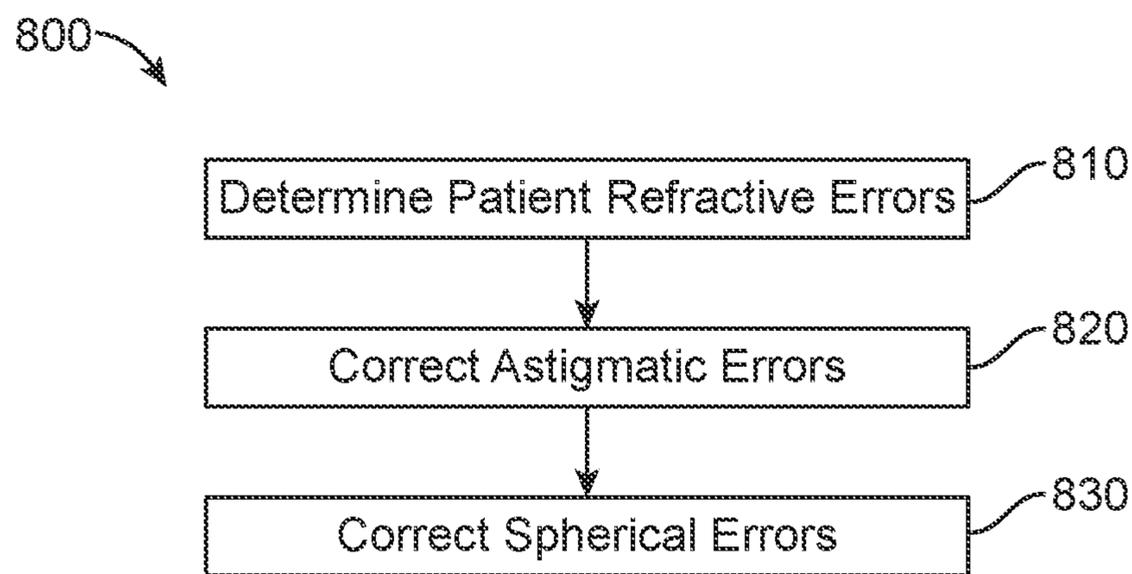 800
Determine Patient Refractive Errors
810
Correct Astigmatic Errors
820
Correct Spherical Errors
830